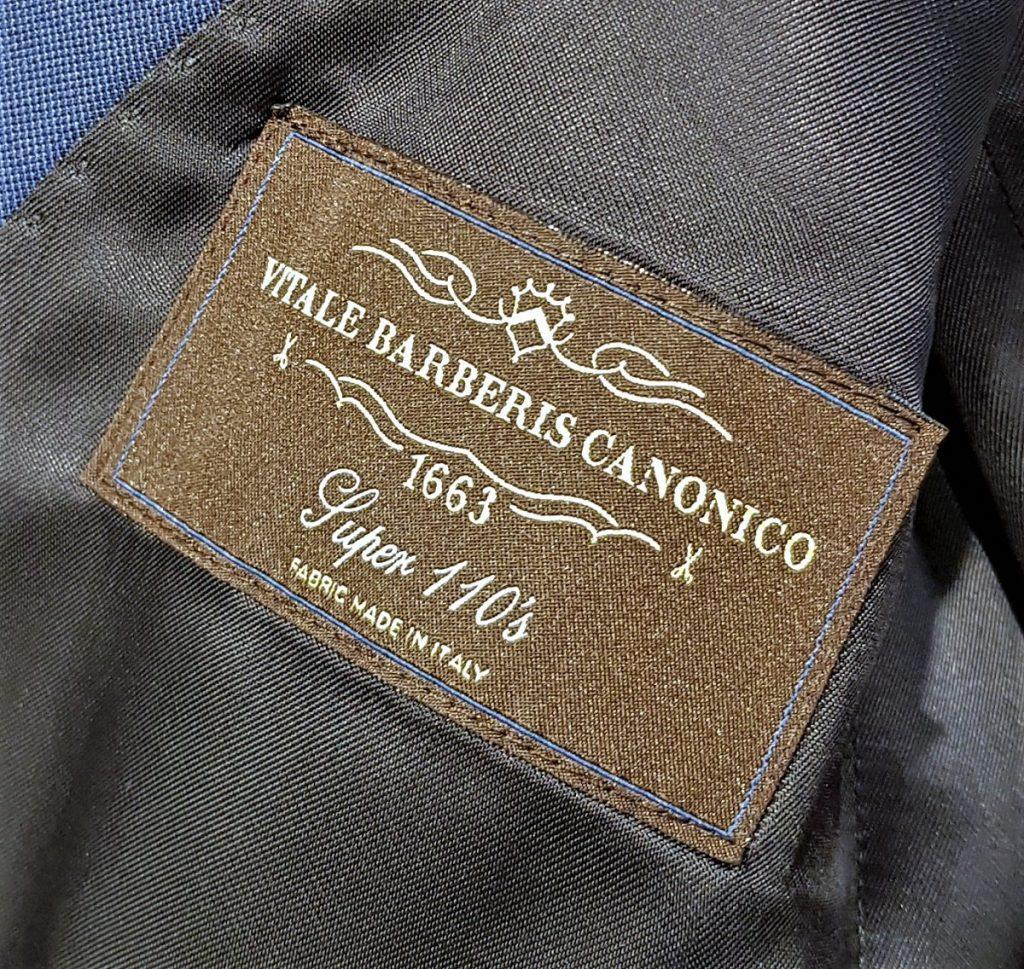 VITALE BARBERIS CANONICO
1663
Super 110's
FABRIC MADE IN ITALY